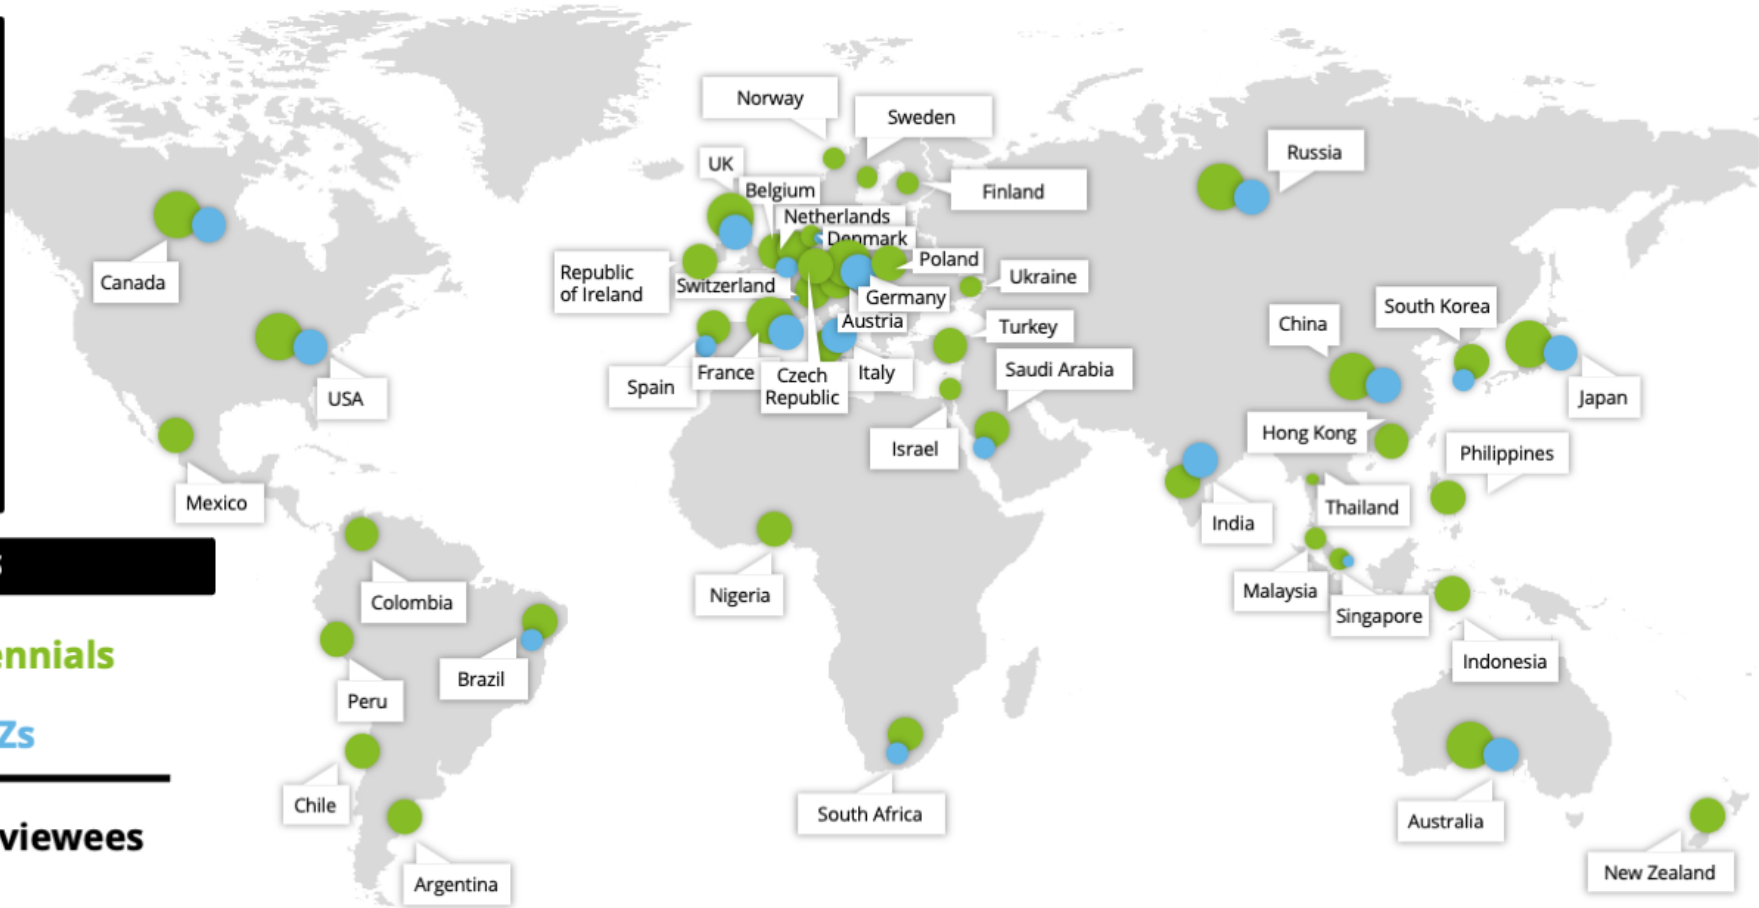 Norway
Sweden
UK
Russia
Belgium
Finland
Netherlands
Denmark
Poland
Republic
of Ireland
Switzerland
Ukraine
Canada
Germany
Austria
Turkey
South Korea
China
Spain
France
Czech
Republic
Italy
Saudi Arabia
USA
Japan
Israel
Hong Kong
Philippines
Mexico
India
Thailand
Colombia
Nigeria
Malaysia
Singapore
Brazil
Peru
Indonesia
ennials
Zs
Chile
South Africa
Australia
viewees
Argentina
New Zealand